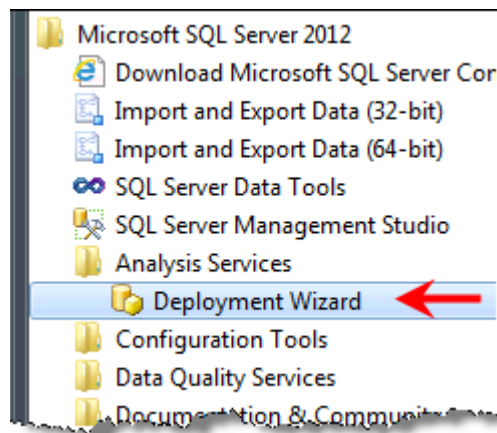 Microsoft SQL Server 2012
Download Microsoft SQL Server Cor
Import and Export Data (32-bit)
Import and Export Data (64-bit)
SQL Server Data Tools
SQL Server Management Studio
Analysis Services
Deployment Wizard
Configuration Tools
Data Quality Services
Documentation & Community